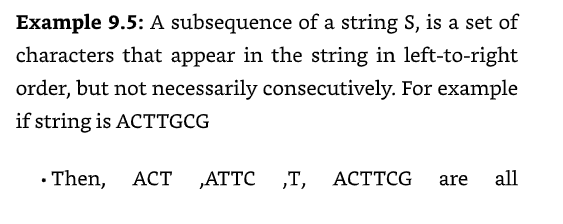 Example 9.5: A subsequence of a string S, is a set of
characters that appear in the string in left-to-right
order, but not necessarily consecutively. For example
if string is ACTTGCG
• Then, ACT ,ATTC ,T, ACTTCG are all